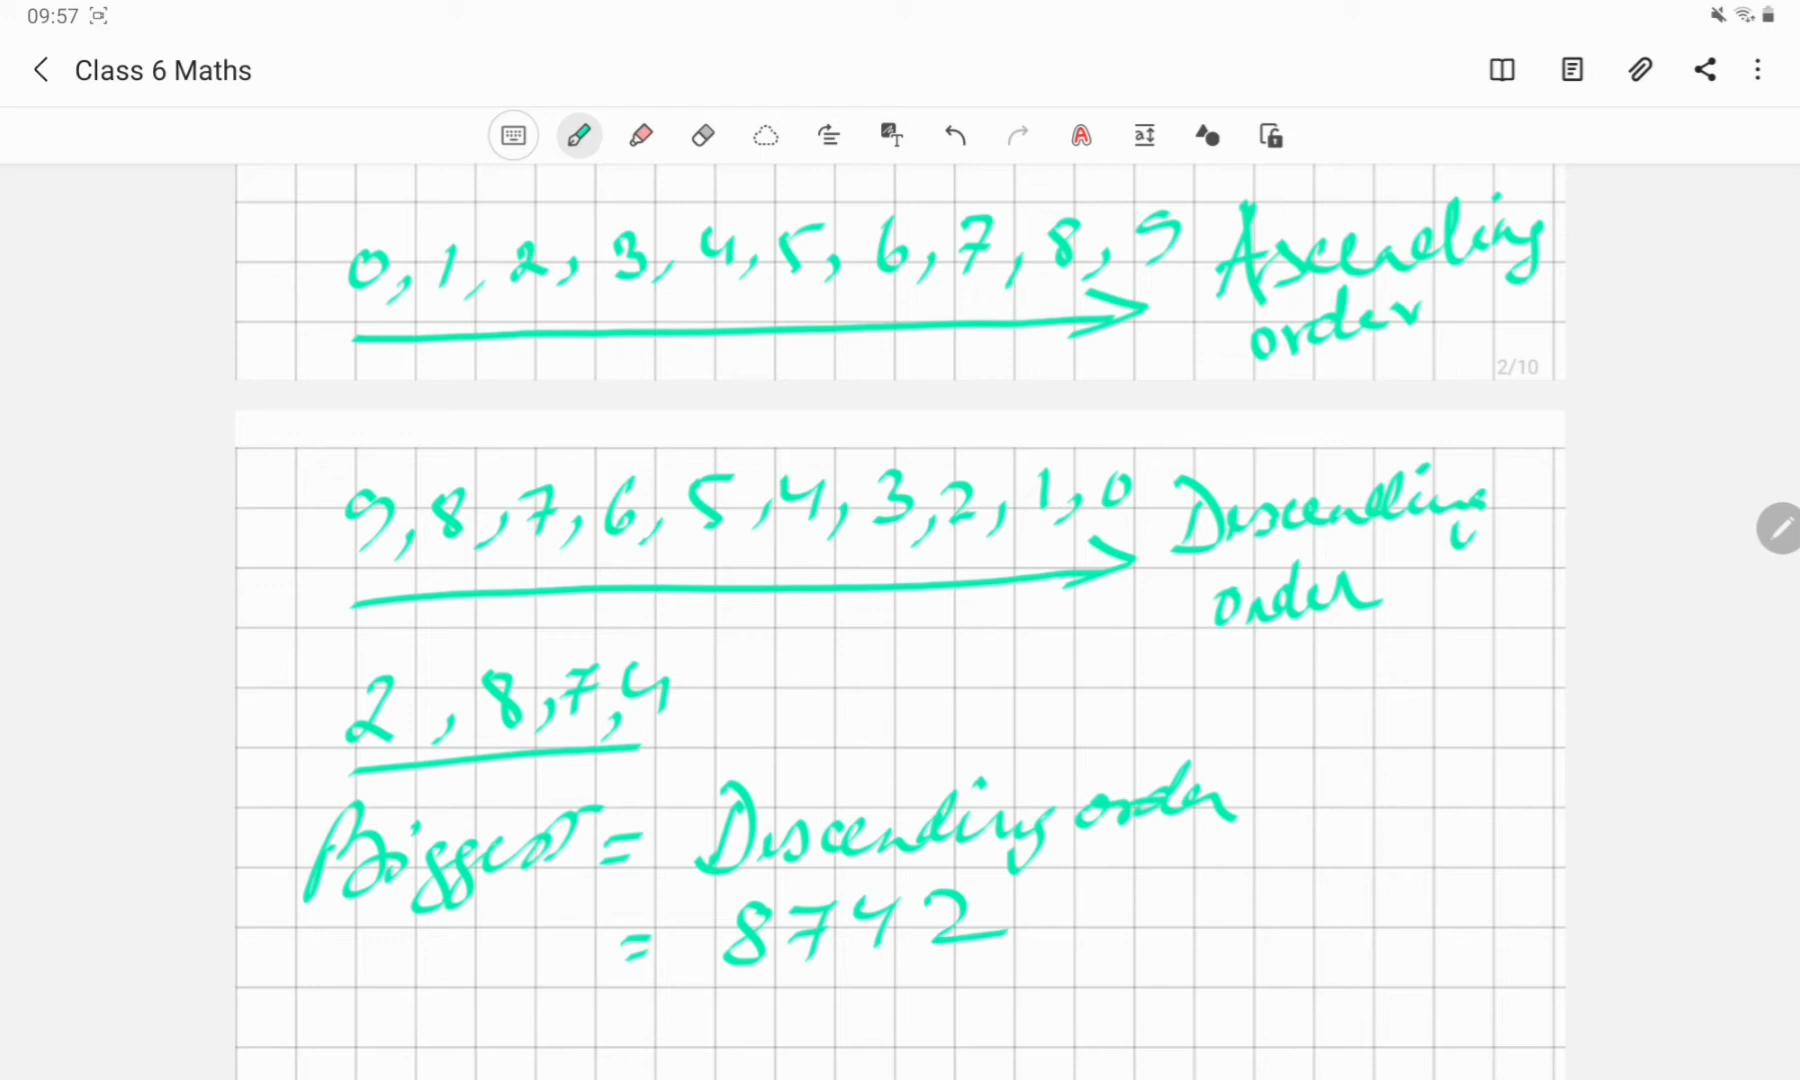 09:57
Class 6 Maths
0, 1, 2, 3, 4, 5, 6, 7, 8, 9 Ascending
order
2/10
9, 8, 7, 6, 5, 4, 3, 2, 1, 0 Descending
order
2, 8, 7, 4
Biggest = Descending order
= 8742